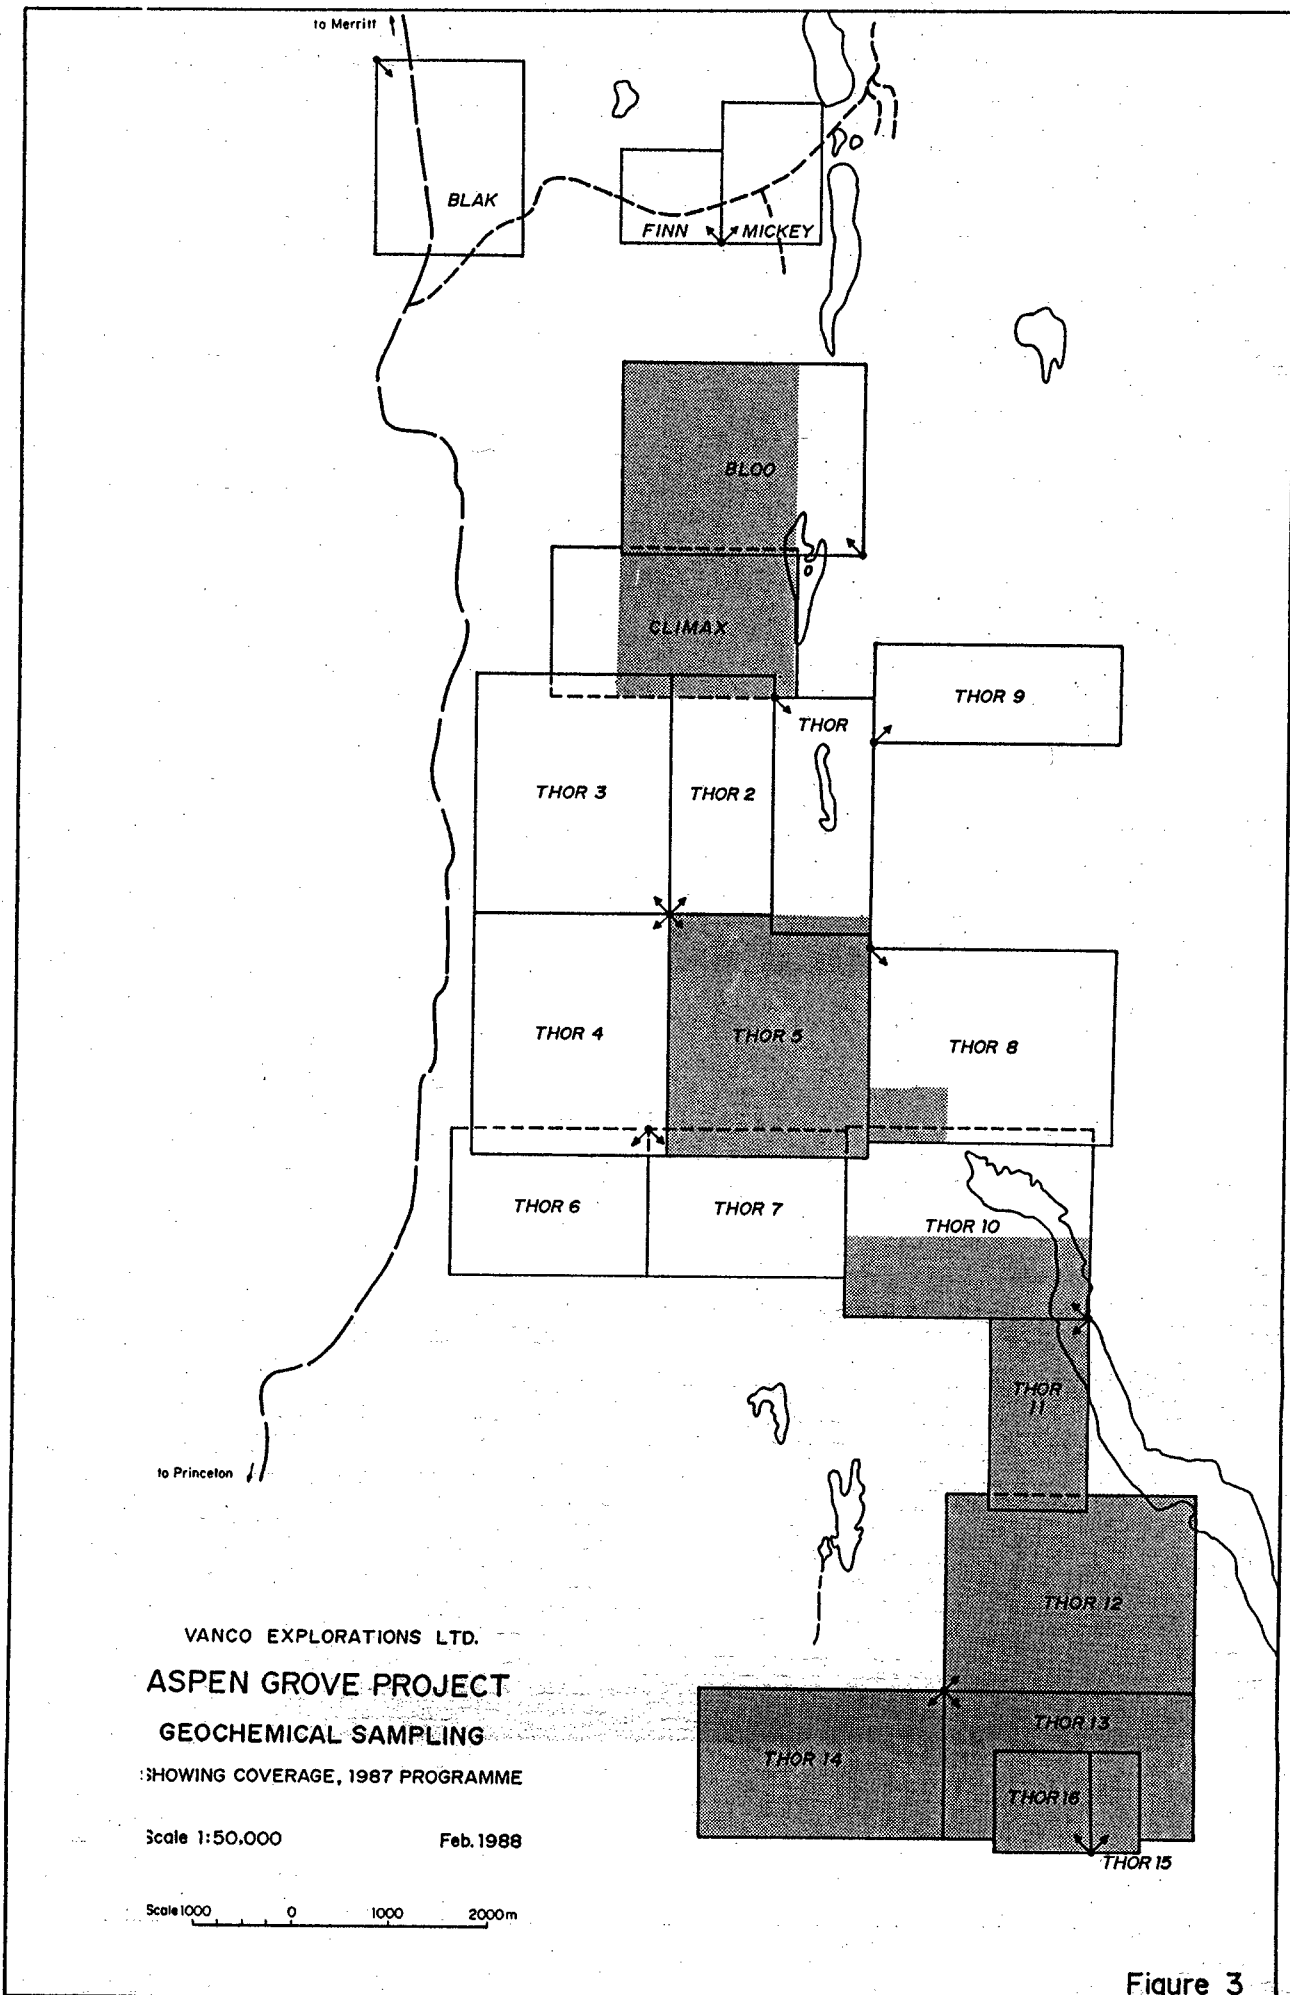 to Merritt
BLAK
FINN
MICKEY
BLOO
CLIMAX
THOR 9
THOR
THOR 3
THOR 2
THOR 4
THOR 5
THOR 8
THOR 6
THOR 7
THOR 10
THOR
11
to Princeton
THOR 12
VANCO EXPLORATIONS LTD.
ASPEN GROVE PROJECT
THOR 13
GEOCHEMICAL SAMPLING
THOR 14
SHOWING COVERAGE, 1987 PROGRAMME
THOR 16
Scale 1:50,000 Feb. 1988
THOR 15
Scale 1000 0 1000 2000m
Figure 3